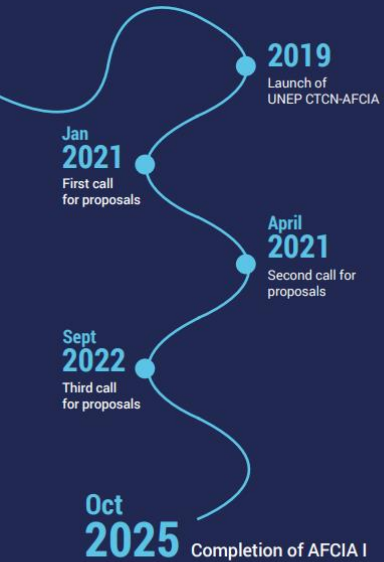 2019
Launch of
UNEP CTCN-AFCIA
Jan
2021
First call
for proposals
April
2021
Second call for
proposals
Sept
2022
Third call
for proposals
Oct
2025 Completion of AFCIA I